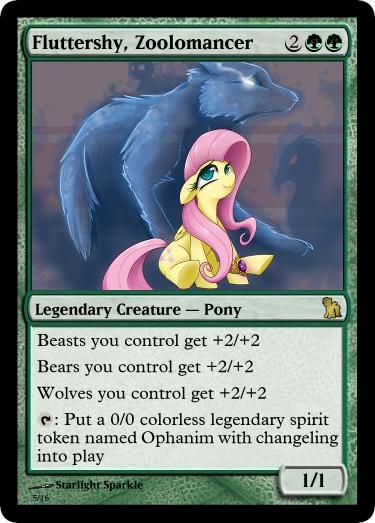 Fluttershy, Zoolomancer 2
Legendary Creature — Pony
Beasts you control get +2/+2
Bears you control get +2/+2
Wolves you control get +2/+2
: Put a 0/0 colorless legendary spirit
token named Ophanim with changeling
into play
1/1
Starlight Sparkle
5/16